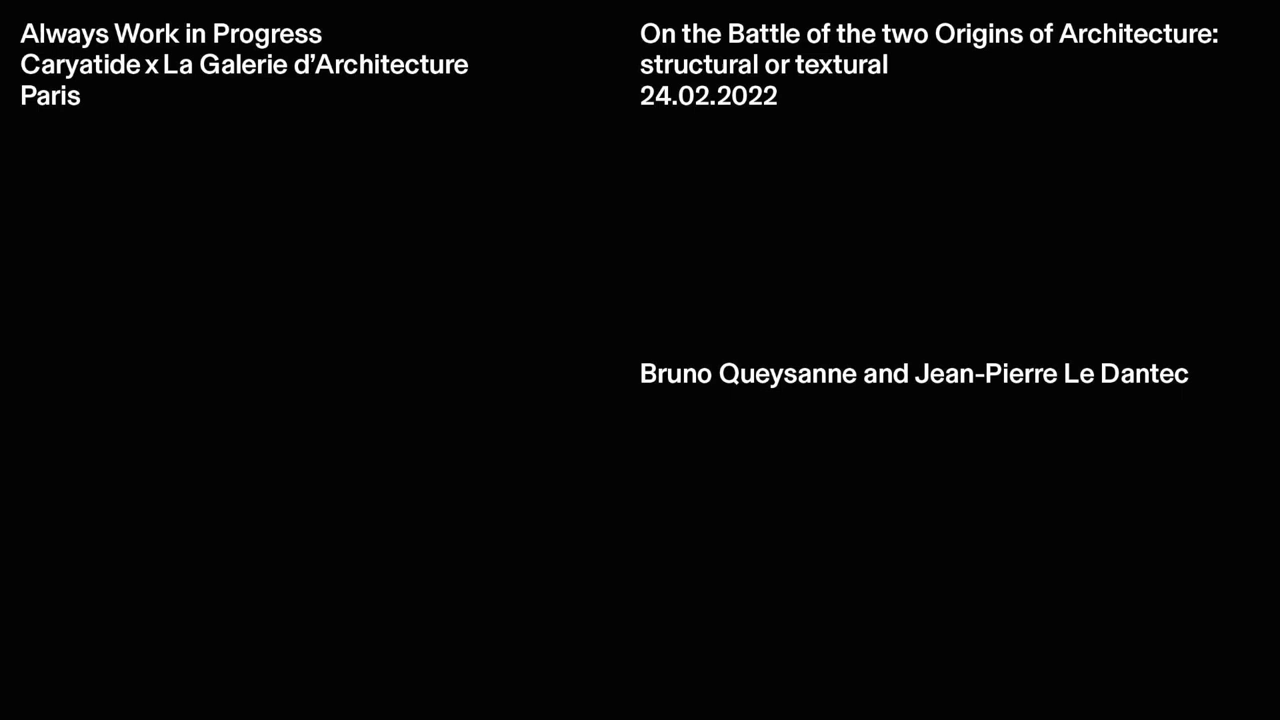 Always Work in Progress
Caryatide x La Galerie d’Architecture
Paris
On the Battle of the two Origins of Architecture:
structural or textural
24.02.2022
Bruno Queysanne and Jean-Pierre Le Dantec